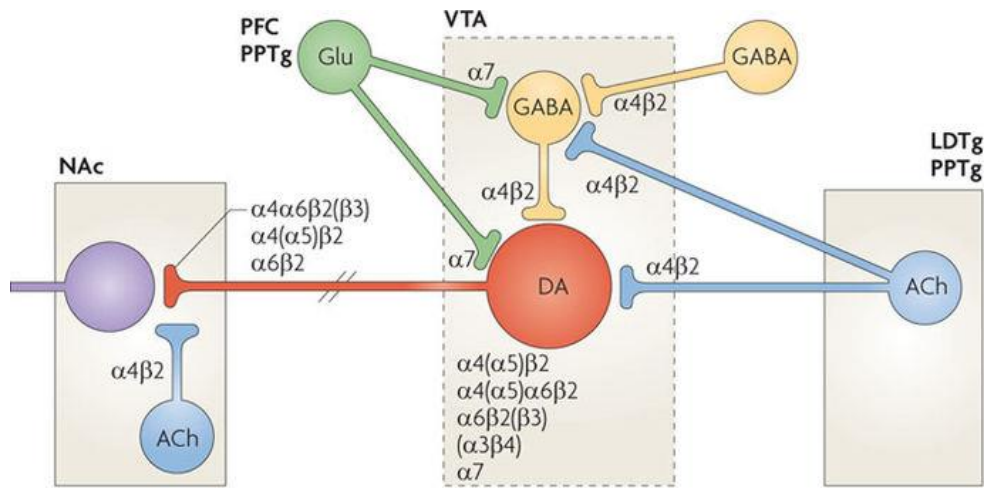 PFC
PPTg
Glu
VTA
GABA
GABA
α7
α4β2
LDTg
PPTg
NAc
α4β2
α4β2
α4α6β2(β3)
α4(α5)β2
α6β2
α7
DA
α4β2
ACh
α4β2
ACh
α4(α5)β2
α4(α5)α6β2
α6β2(β3)
(α3β4)
α7